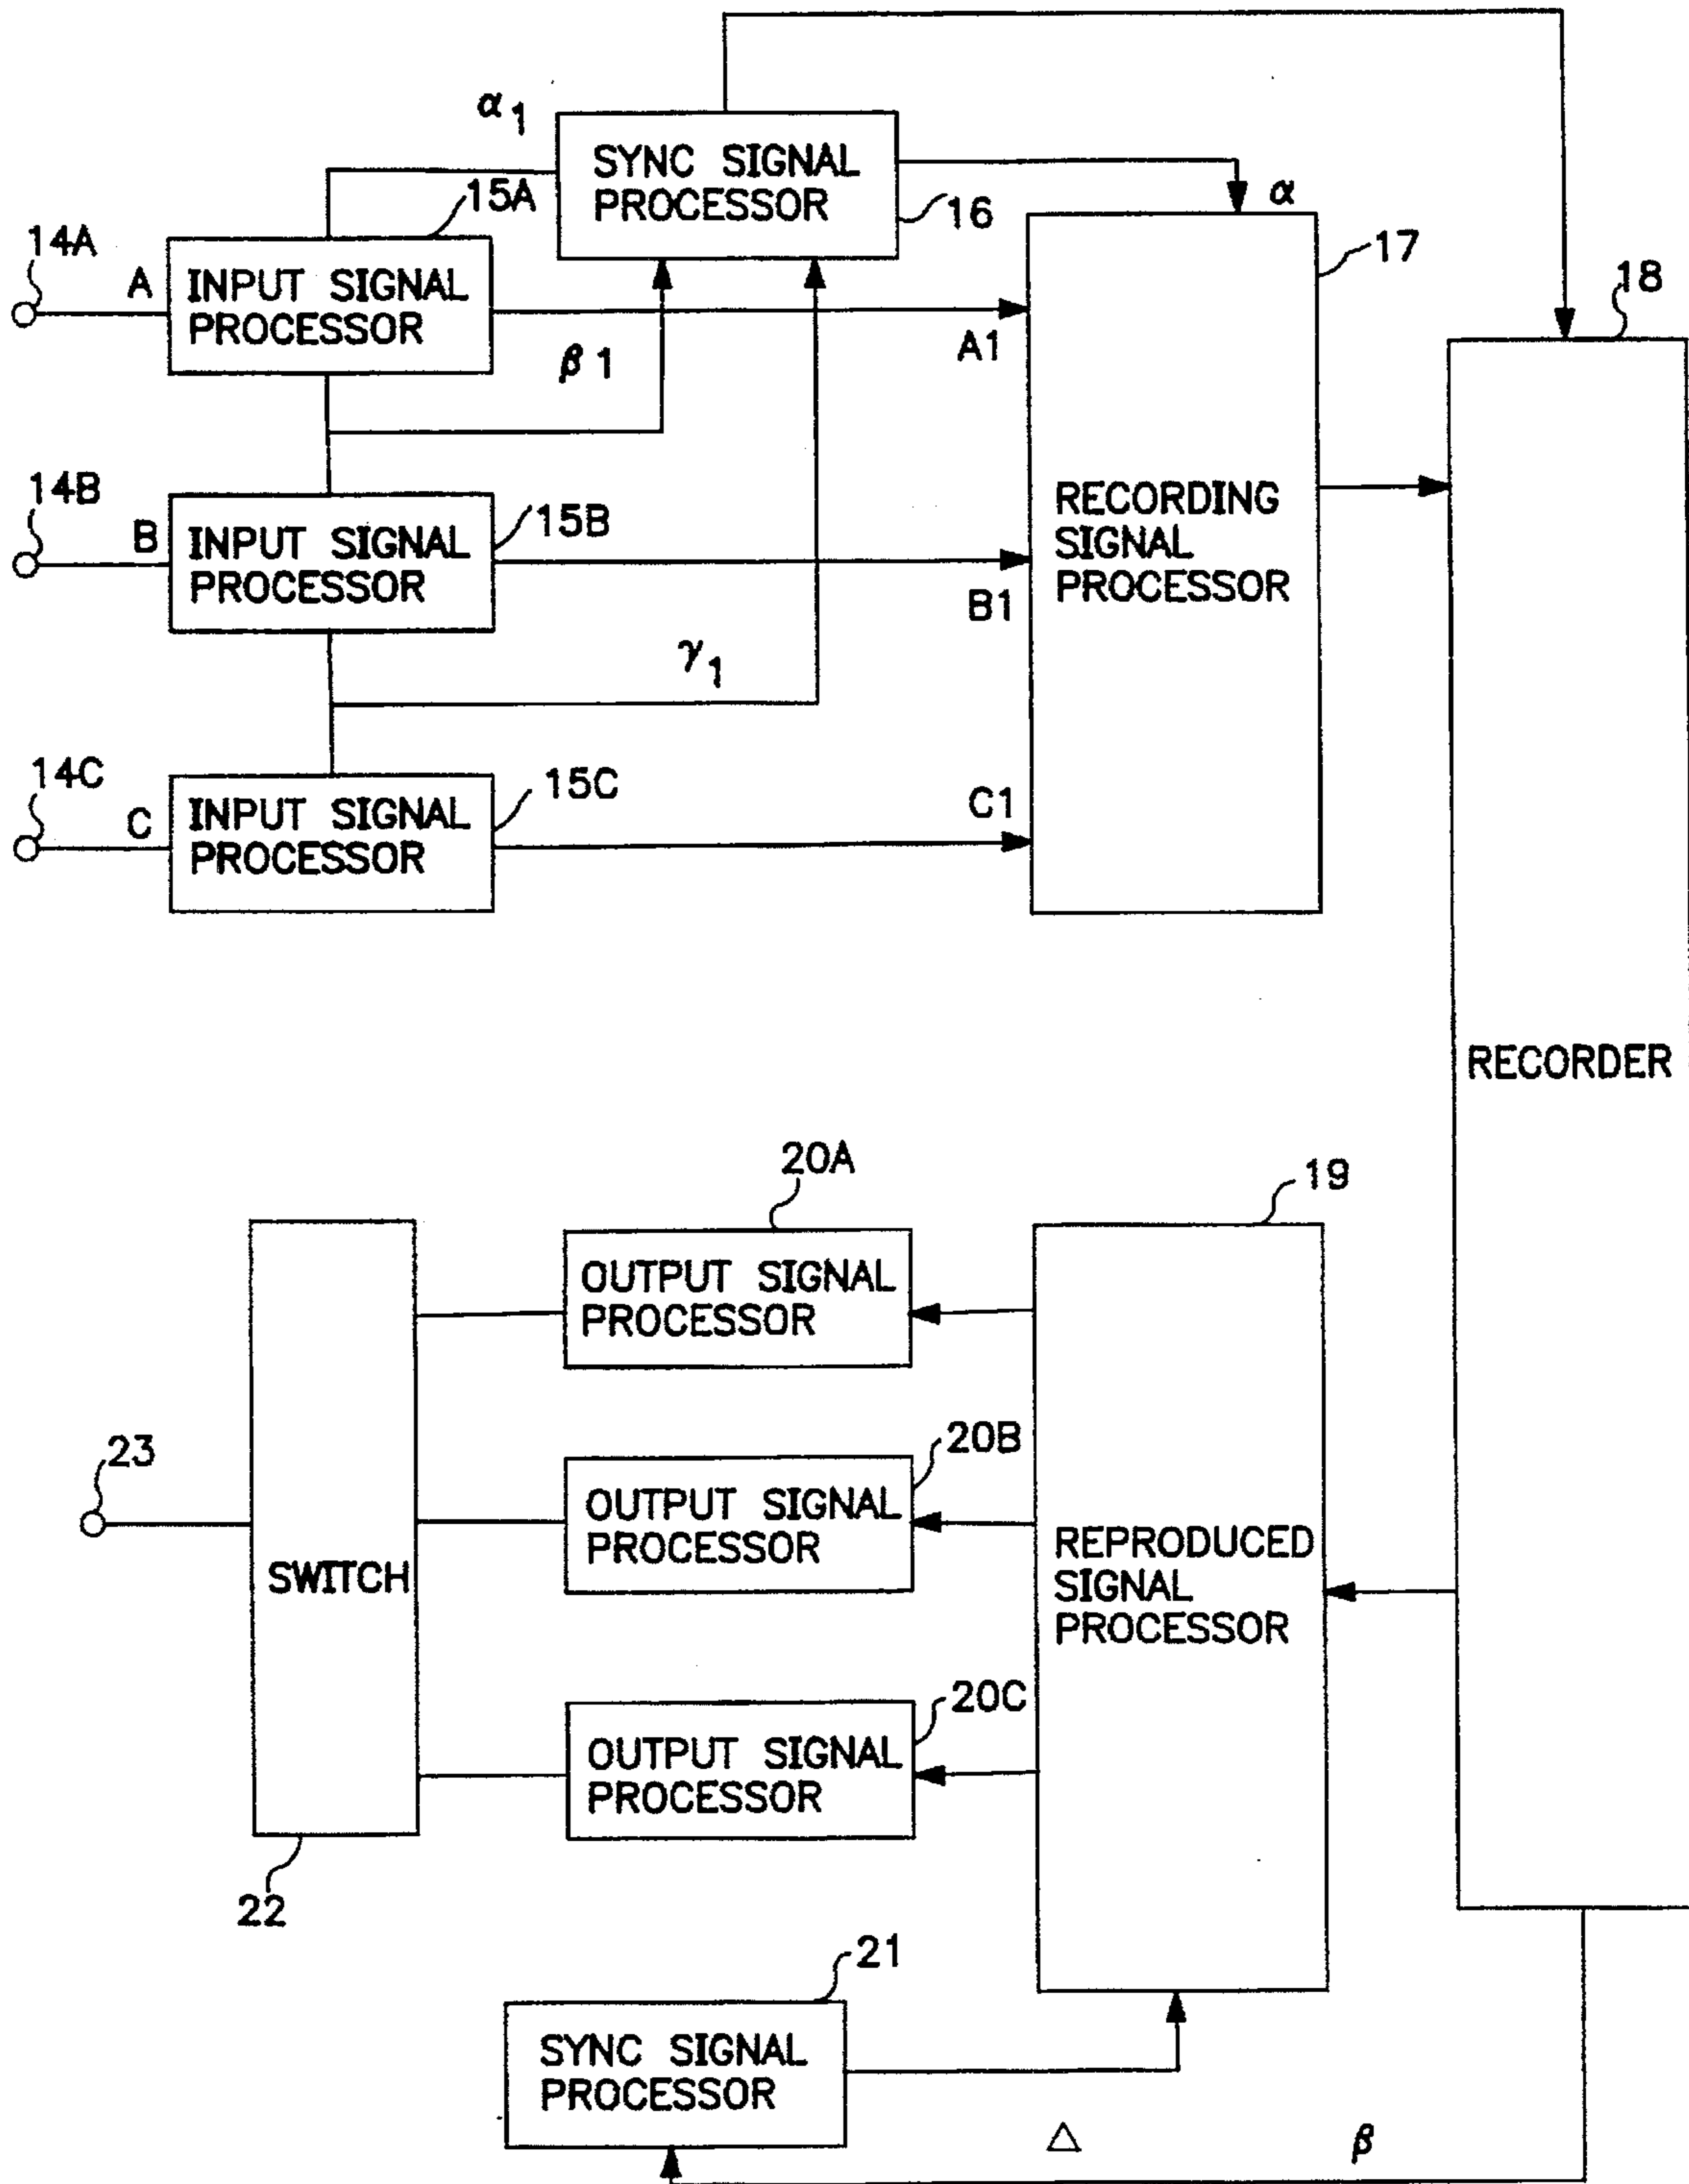 α1
SYNC SIGNAL
PROCESSOR
16
α
14A
A
15A
INPUT SIGNAL
PROCESSOR
β1
A1
17
18
14B
B
15B
INPUT SIGNAL
PROCESSOR
B1
RECORDING
SIGNAL
PROCESSOR
γ1
14C
C
15C
INPUT SIGNAL
PROCESSOR
C1
RECORDER
20A
19
OUTPUT SIGNAL
PROCESSOR
23
20B
OUTPUT SIGNAL
PROCESSOR
SWITCH
REPRODUCED
SIGNAL
PROCESSOR
20C
OUTPUT SIGNAL
PROCESSOR
22
21
SYNC SIGNAL
PROCESSOR
△
β